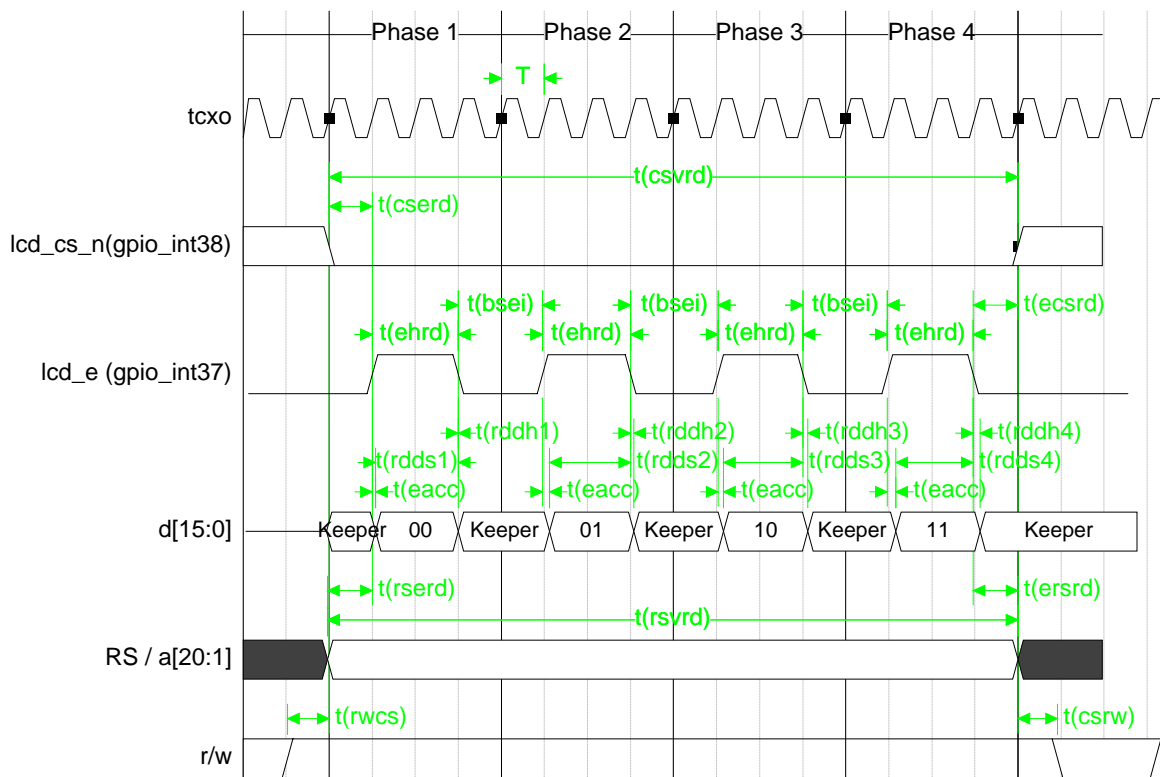 Phase 1 Phase 2 Phase 3 Phase 4
T
tcxo
t(csvrd)
t(cserd)
lcd_cs_n(gpio_int38)
t(bsei) t(bsei) t(bsei) t(ecsrd)
t(ehrd) t(ehrd) t(ehrd) t(ehrd)
lcd_e (gpio_int37)
t(rddh1) t(rddh2) t(rddh3) t(rddh4)
t(rdds1) t(rdds2) t(rdds3) t(rdds4)
t(eacc) t(eacc) t(eacc) t(eacc)
d[15:0] Keeper 00 Keeper 01 Keeper 10 Keeper 11 Keeper
t(rserd) t(ersrd)
t(rsvrd)
RS / a[20:1]
t(rwcs) t(csrw)
r/w